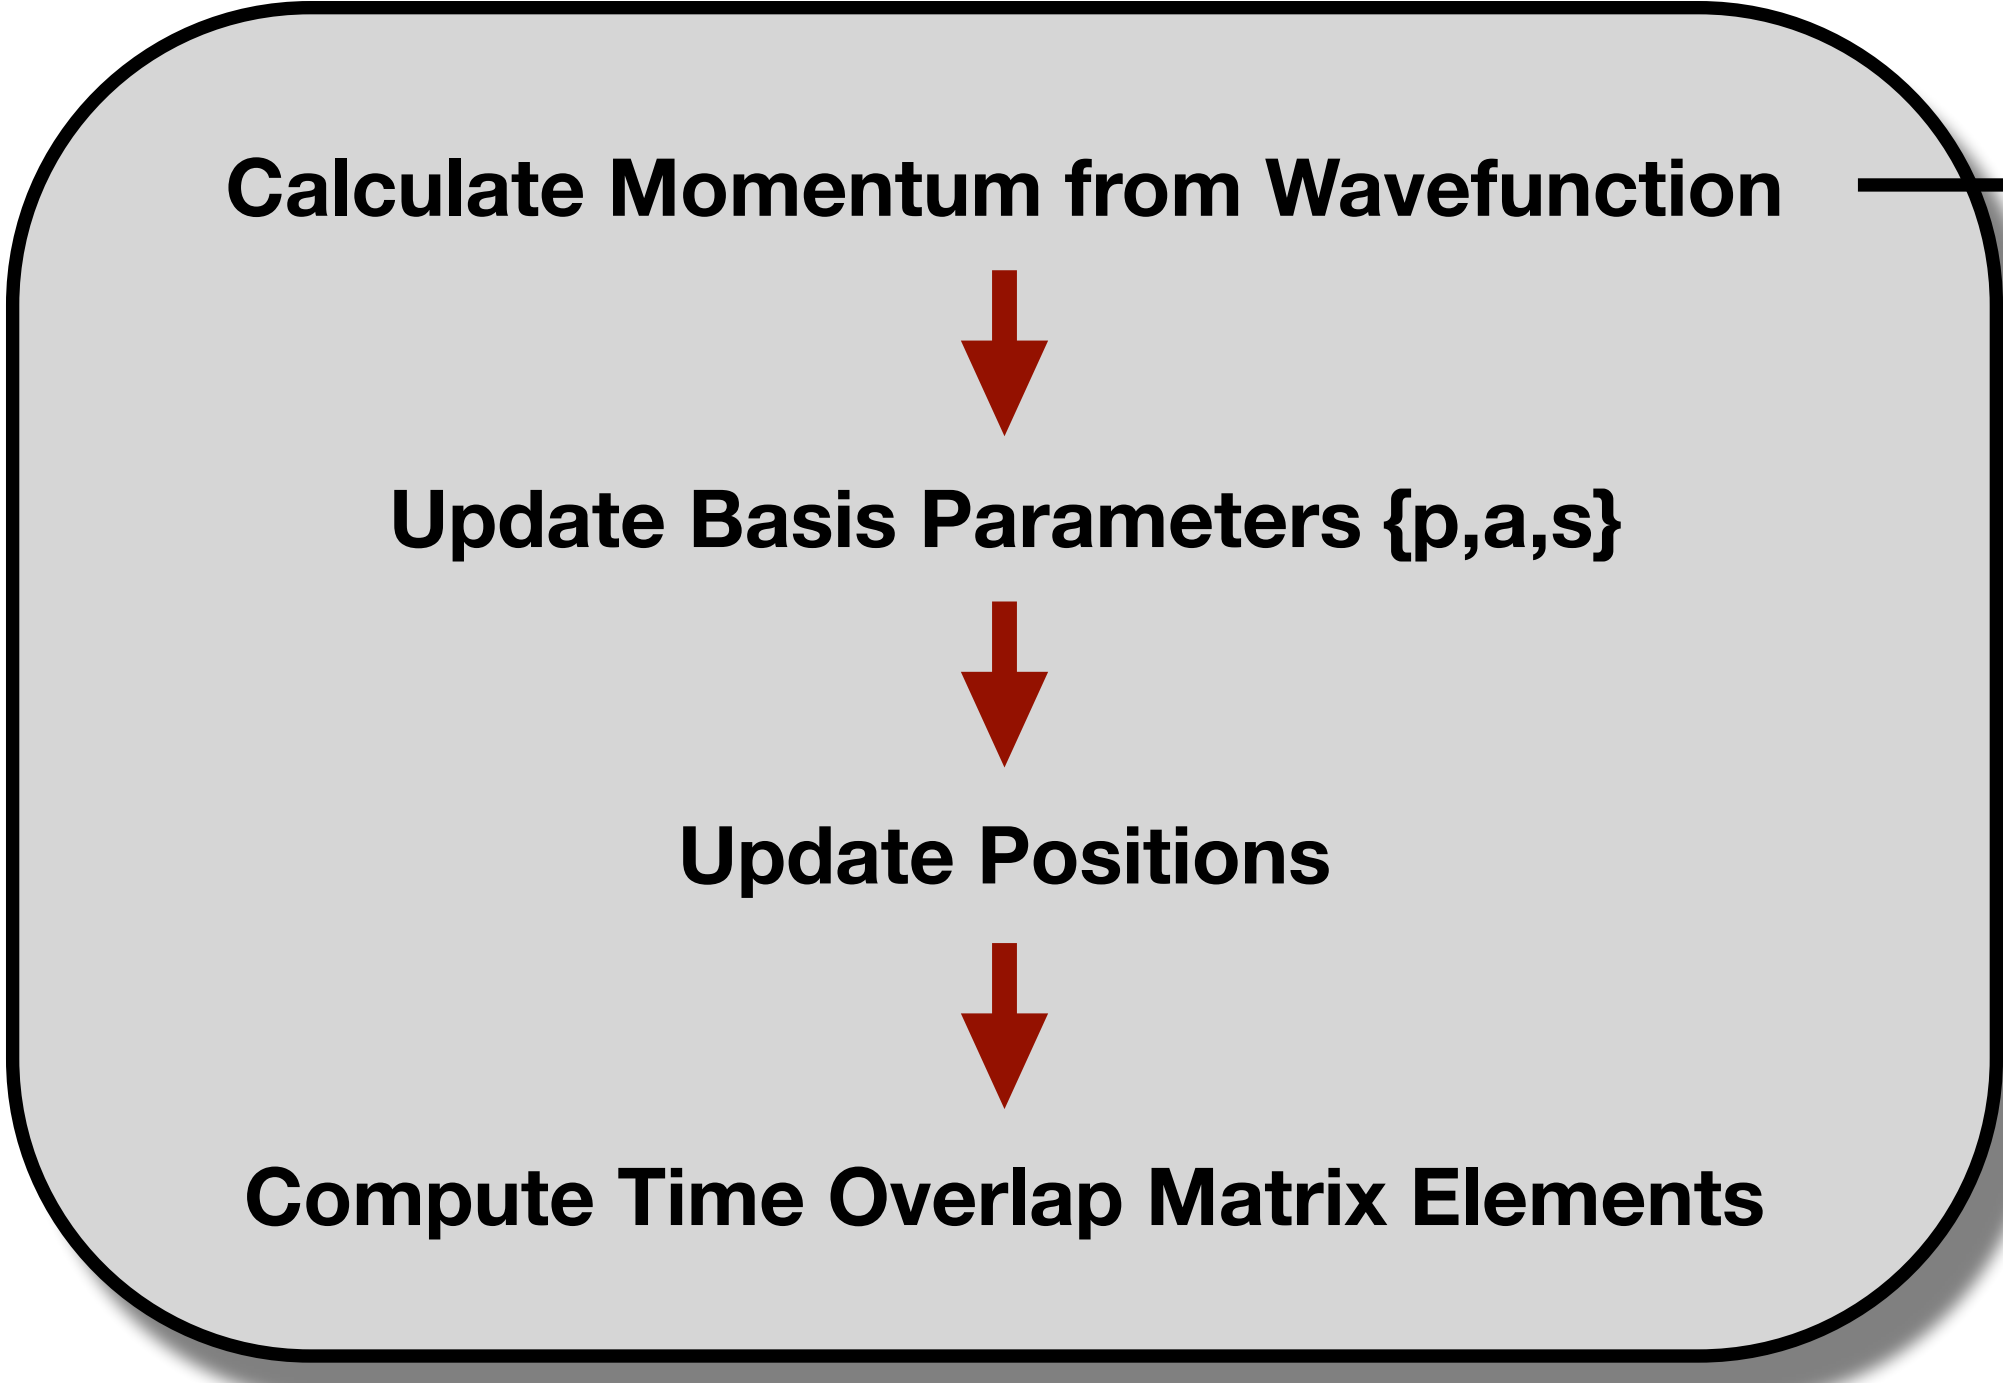 Calculate Momentum from Wavefunction
Update Basis Parameters {p,a,s}
Update Positions
Compute Time Overlap Matrix Elements